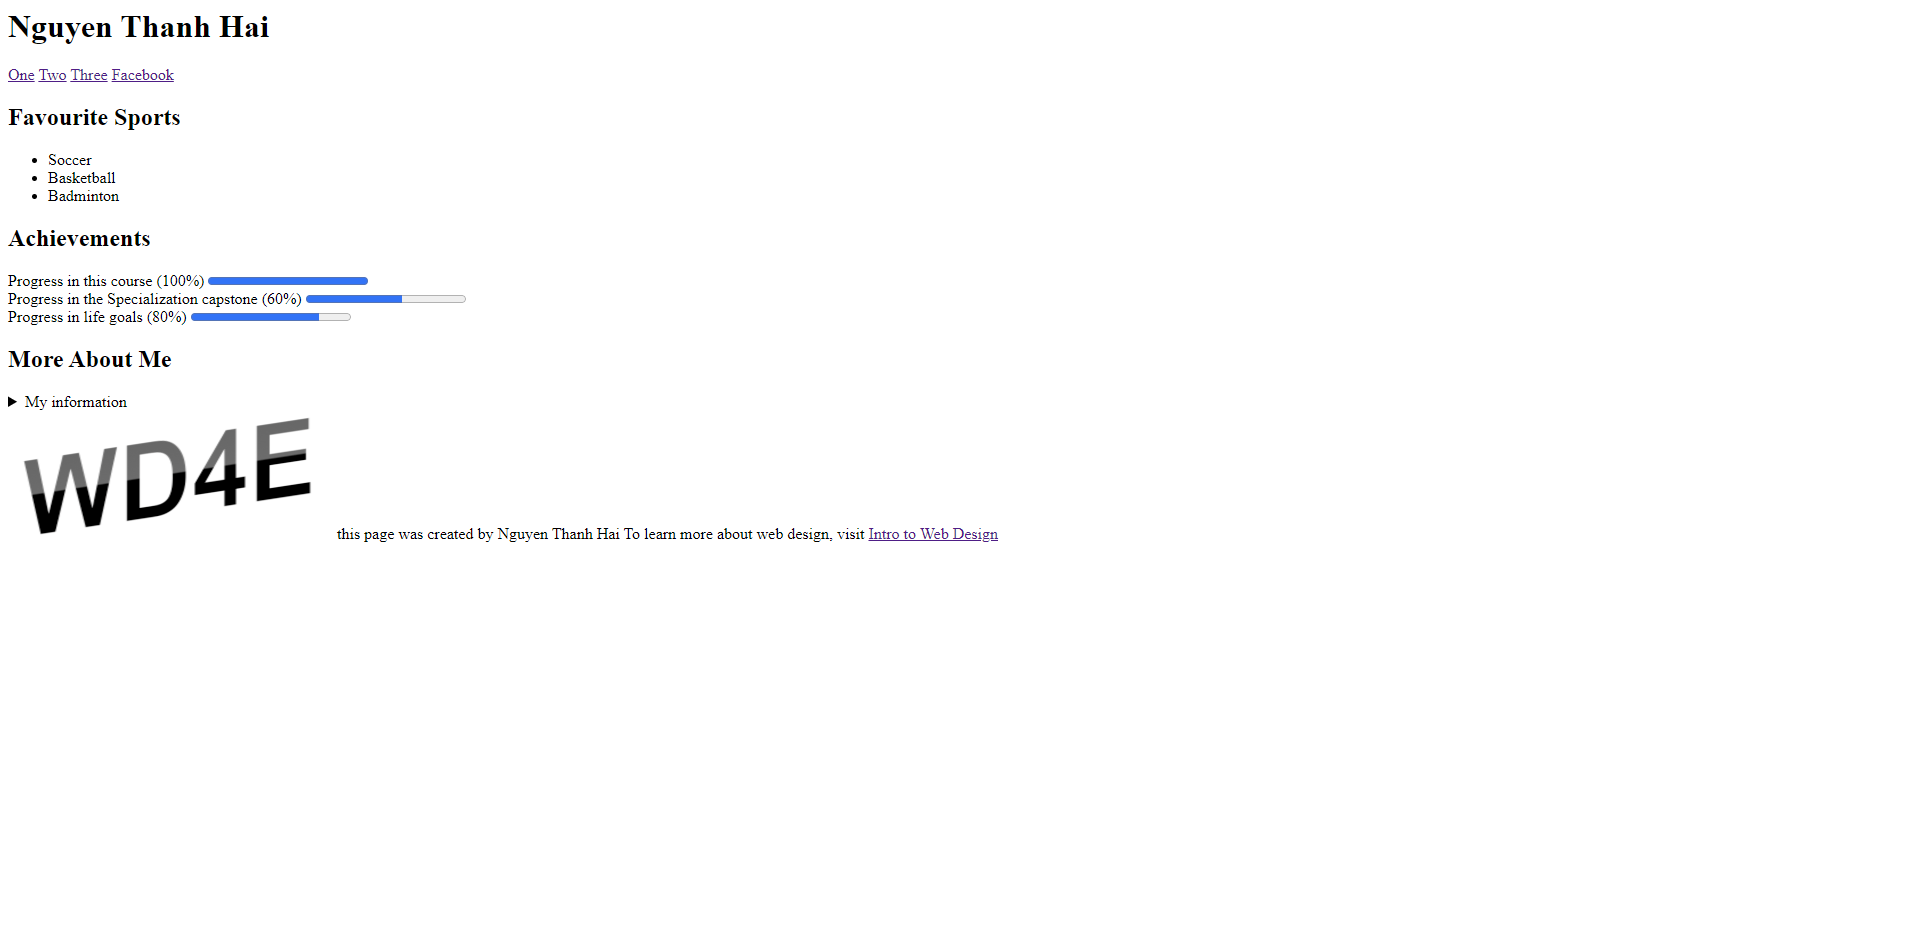 Nguyen Thanh Hai
One Two Three Facebook
Favourite Sports
Soccer
Basketball
Badminton
Achievements
Progress in this course (100%)
Progress in the Specialization capstone (60%)
Progress in life goals (80%)
More About Me
My information
WD4E
this page was created by Nguyen Thanh Hai To learn more about web design, visit Intro to Web Design